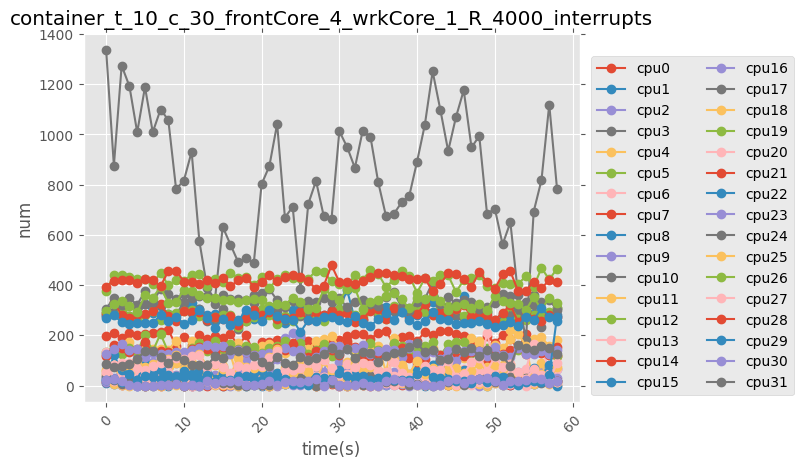 container_t_10_c_30_frontCore_4_wrkCore_1_R_4000_interrupts
1400
1200
1000
800
600
400
200
0
num
0
10
20
30
40
50
60
time(s)
cpu0
cpu1
cpu2
cpu3
cpu4
cpu5
cpu6
cpu7
cpu8
cpu9
cpu10
cpu11
cpu12
cpu13
cpu14
cpu15
cpu16
cpu17
cpu18
cpu19
cpu20
cpu21
cpu22
cpu23
cpu24
cpu25
cpu26
cpu27
cpu28
cpu29
cpu30
cpu31